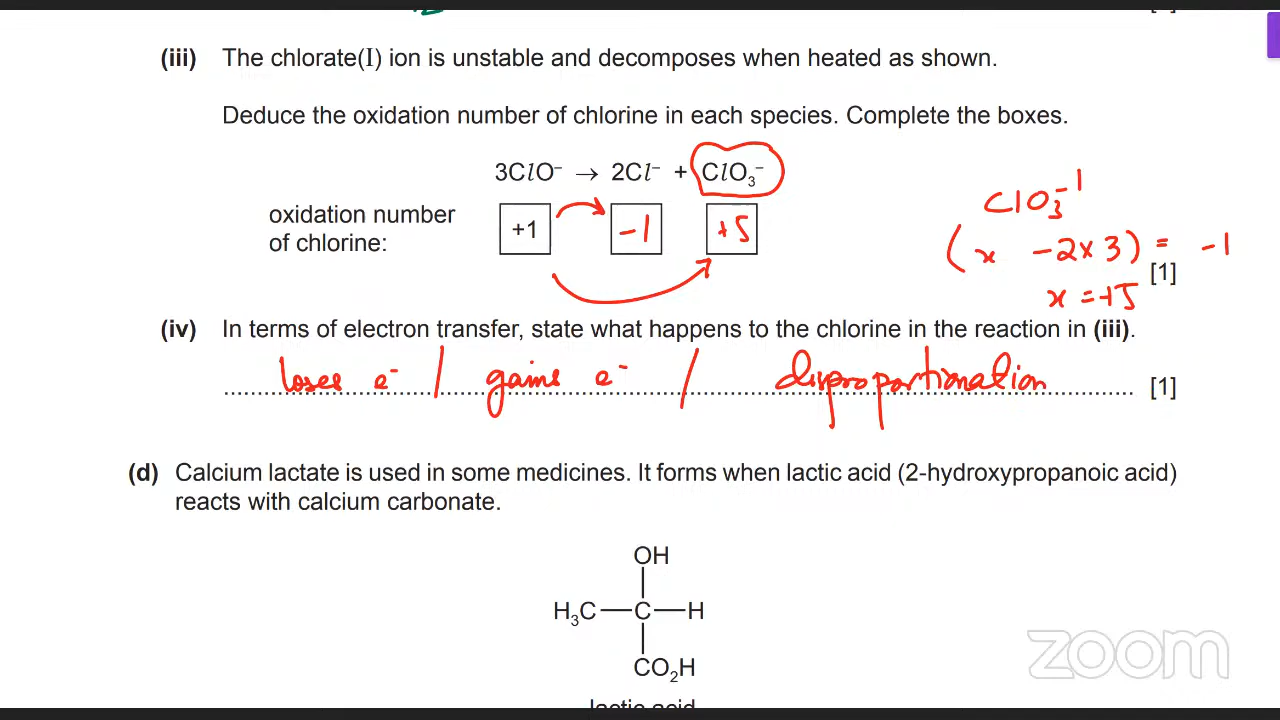 (iii) The chlorate(I) ion is unstable and decomposes when heated as shown.
Deduce the oxidation number of chlorine in each species. Complete the boxes.
3ClO⁻ → 2Cl⁻ + ClO₃⁻
oxidation number of chlorine: +1 -1 +5
ClO₃⁻¹
(x -2×3) = -1
x = +5
[1]
(iv) In terms of electron transfer, state what happens to the chlorine in the reaction in (iii).
loses e⁻ / gains e⁻ / disproportionation [1]
(d) Calcium lactate is used in some medicines. It forms when lactic acid (2-hydroxypropanoic acid)
reacts with calcium carbonate.
OH
H₃C—C—H
CO₂H
lactic acid
zoom